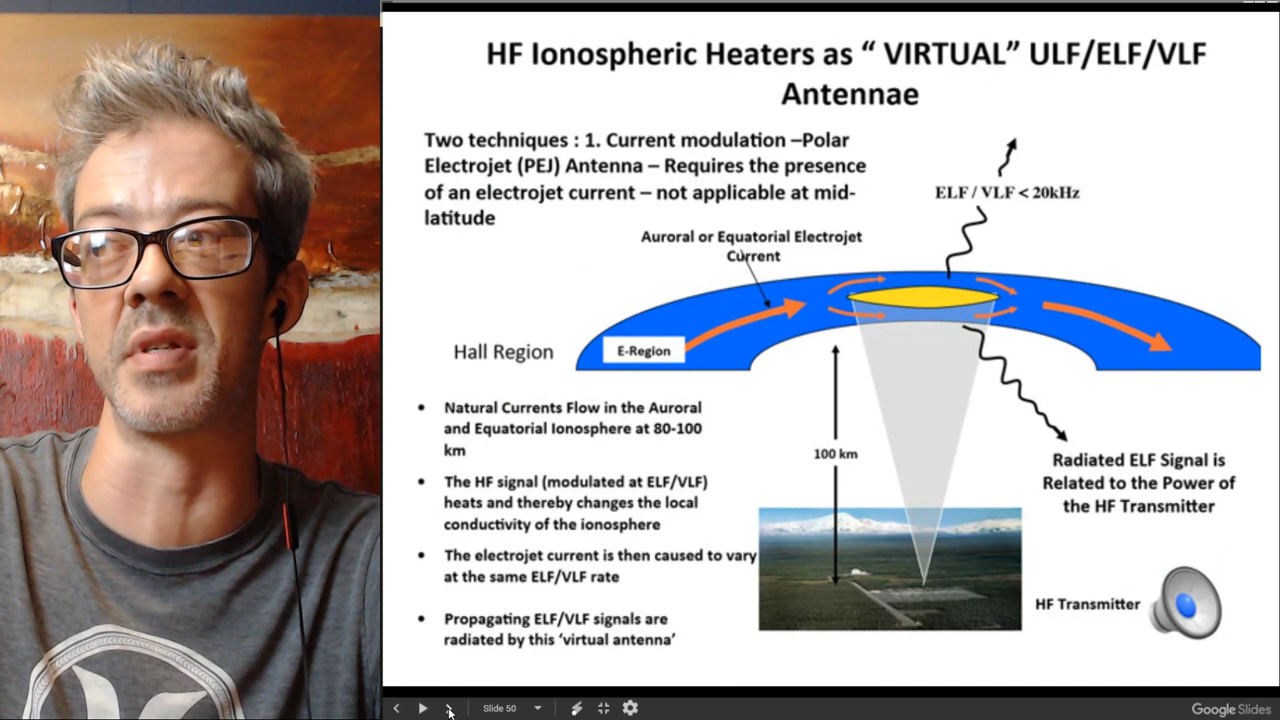 HF Ionospheric Heaters as “ VIRTUAL” ULF/ELF/VLF
Antennae
Two techniques : 1. Current modulation –Polar
Electrojet (PEJ) Antenna – Requires the presence
of an electrojet current – not applicable at mid-
latitude
ELF / VLF < 20kHz
Auroral or Equatorial Electrojet
Current
Hall Region
E-Region
• Natural Currents Flow in the Auroral
and Equatorial Ionosphere at 80-100
km
100 km
Radiated ELF Signal is
Related to the Power of
the HF Transmitter
• The HF signal (modulated at ELF/VLF)
heats and thereby changes the local
conductivity of the ionosphere
• The electrojet current is then caused to vary
at the same ELF/VLF rate
• Propagating ELF/VLF signals are
radiated by this ‘virtual antenna’
HF Transmitter
Slide 50
Google Slides